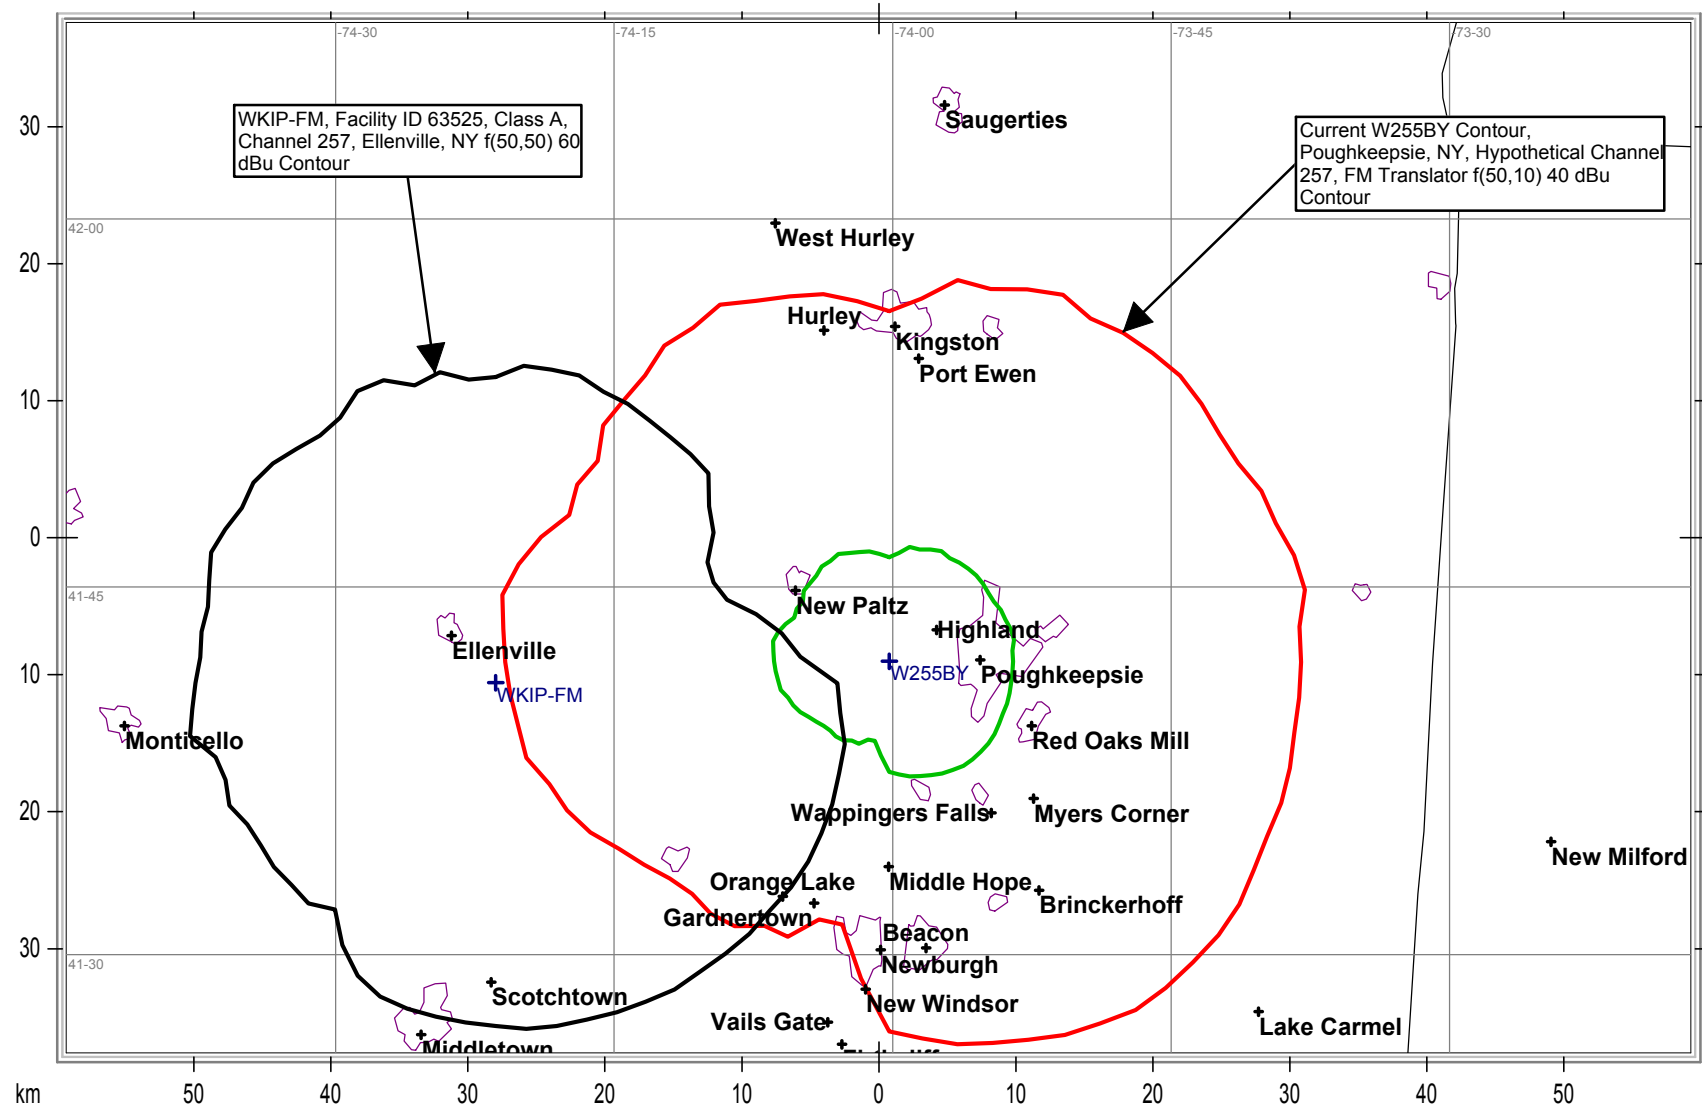 -74-30
-74-15
-74-00
-73-45
-73-30
WKIP-FM, Facility ID 63525, Class A,
Channel 257, Ellenville, NY f(50,50) 60
dBu Contour
Current W255BY Contour,
Poughkeepsie, NY, Hypothetical Channel
257, FM Translator f(50,10) 40 dBu
Contour
Saugerties
30
42-00
West Hurley
20
Hurley
Kingston
Port Ewen
10
0
41-45
New Paltz
Highland
Ellenville
W255BY
Poughkeepsie
10
WKIP-FM
Monticello
Red Oaks Mill
Wappingers Falls
Myers Corner
20
New Milford
Orange Lake
Middle Hope
Brinckerhoff
Gardnertown
Beacon
30
41-30
Newburgh
Scotchtown
New Windsor
Vails Gate
Lake Carmel
Middletown
km
50
40
30
20
10
0
10
20
30
40
50